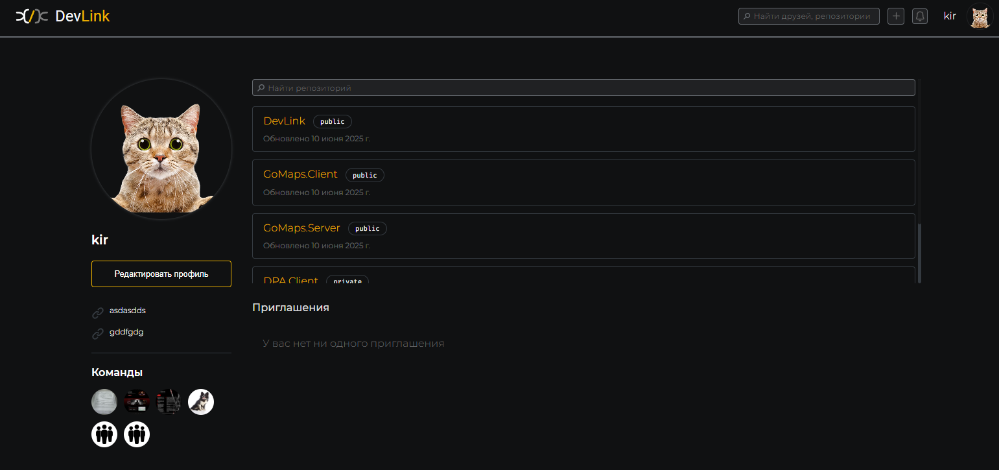 DevLink
Найти друзей, репозитории
kir
Найти репозиторий
DevLink public
Обновлено 10 июня 2025 г.
GoMaps.Client public
Обновлено 10 июня 2025 г.
GoMaps.Server public
Обновлено 10 июня 2025 г.
DPA.Client private
kir
Редактировать профиль
asdasdds
gddfgdg
Команды
Приглашения
У вас нет ни одного приглашения